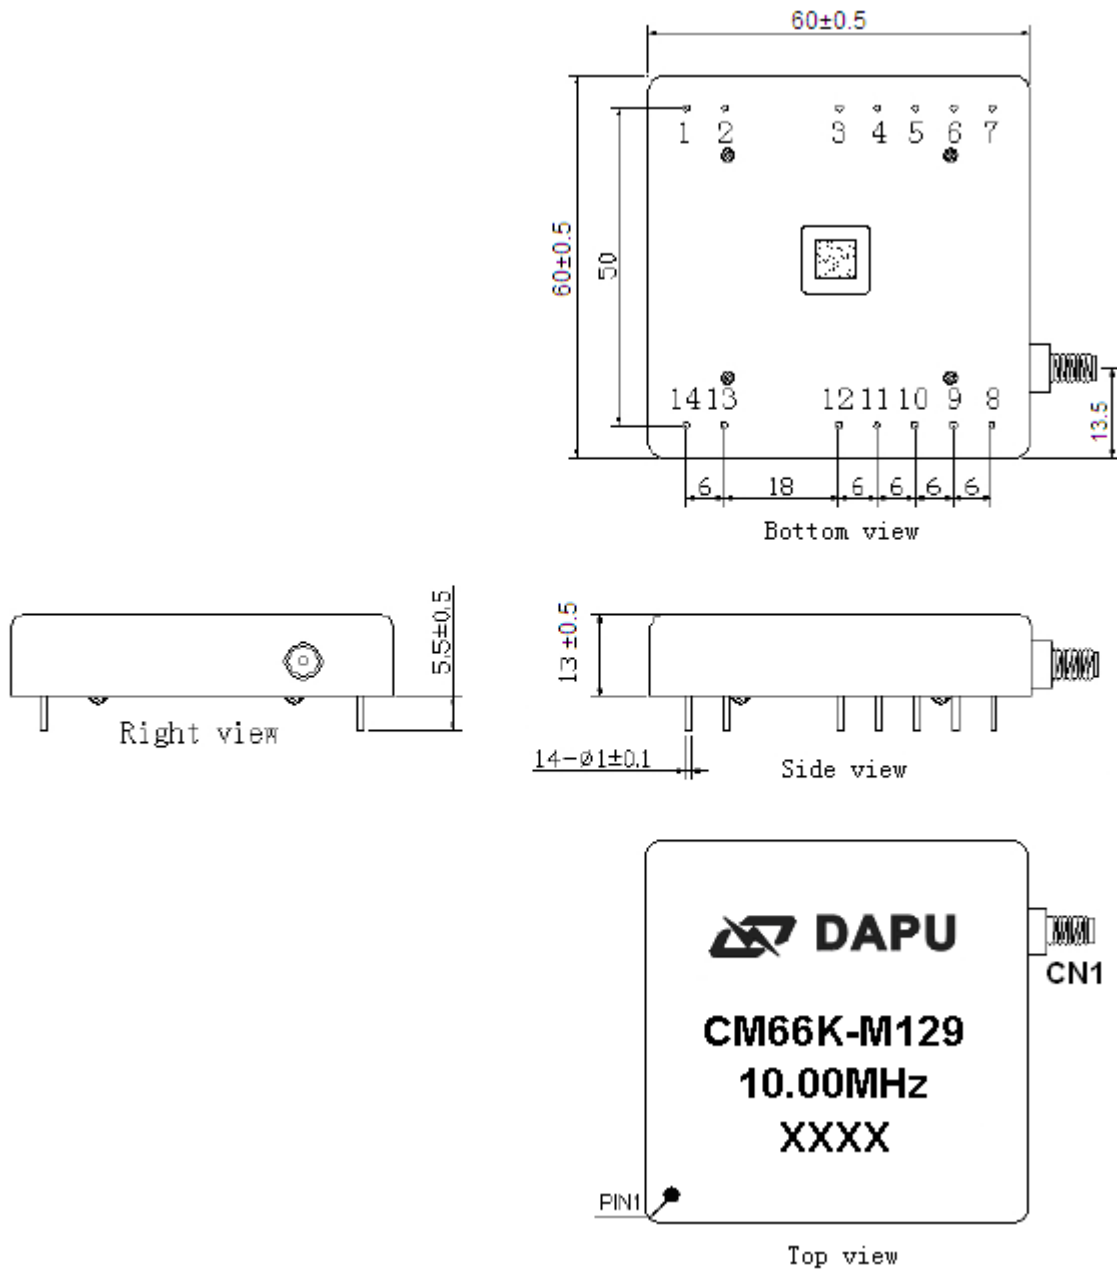 60±0.5
1 2 3 4 5 6 7
60±0.5
50
14 13 12 11 10 9 8
13.5
6 18 6 6 6 6
Bottom view
5.5±0.5
13±0.5
Right view
14-Ø1±0.1
Side view
DAPU
CN1
CM66K-M129
10.00MHz
XXXX
PIN1
Top view